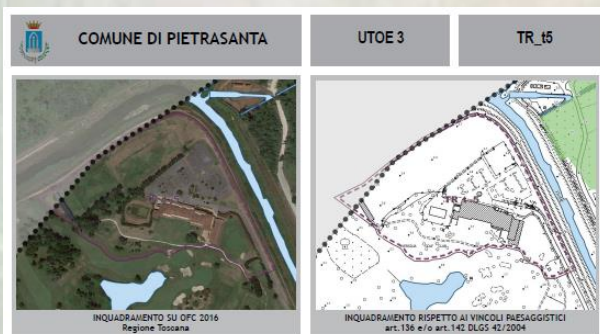 COMUNE DI PIETRASANTA
UTOE 3
TR_t5
INQUADRAMENTO SU OFC 2016
Regione Toscana
INQUADRAMENTO RISPETTO AI VINCOLI PAESAGGISTICI
art.136 e/o art.142 DLGS 42/2004